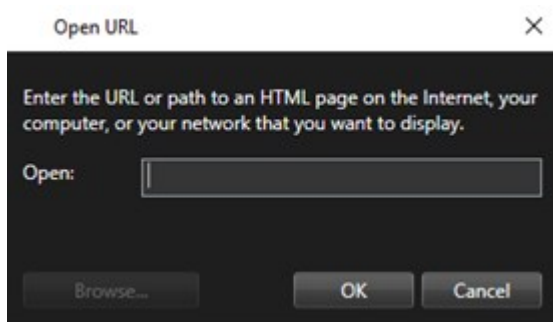 Open URL
Enter the URL or path to an HTML page on the Internet, your
computer, or your network that you want to display.
Open:
Browse...
OK
Cancel